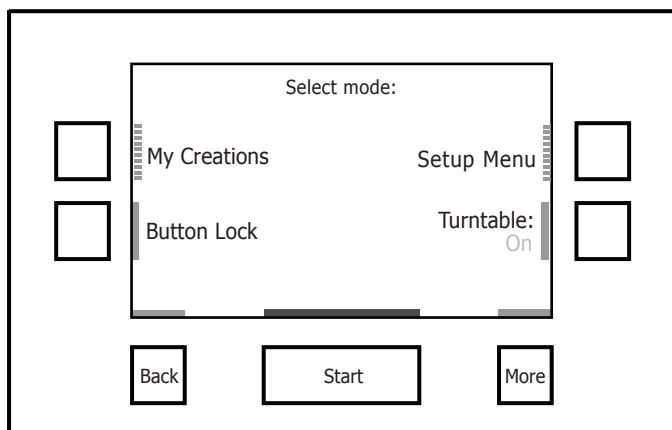 Select mode:
My Creations
Setup Menu
Button Lock
Turntable:
On
Back
Start
More